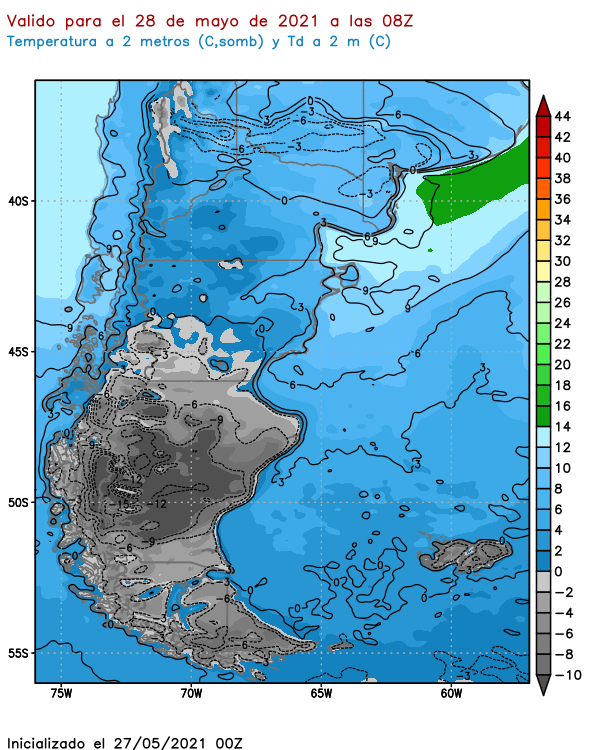 Valido para el 28 de mayo de 2021 a las 08Z
Temperatura a 2 metros (C,somb) y Td a 2 m (C)
44
42
40
38
36
34
32
30
28
26
24
22
20
18
16
14
12
10
8
6
4
2
0
−2
−4
−6
−8
−10
40S
45S
50S
55S
75W
70W
65W
60W
Inicializado el 27/05/2021 00Z